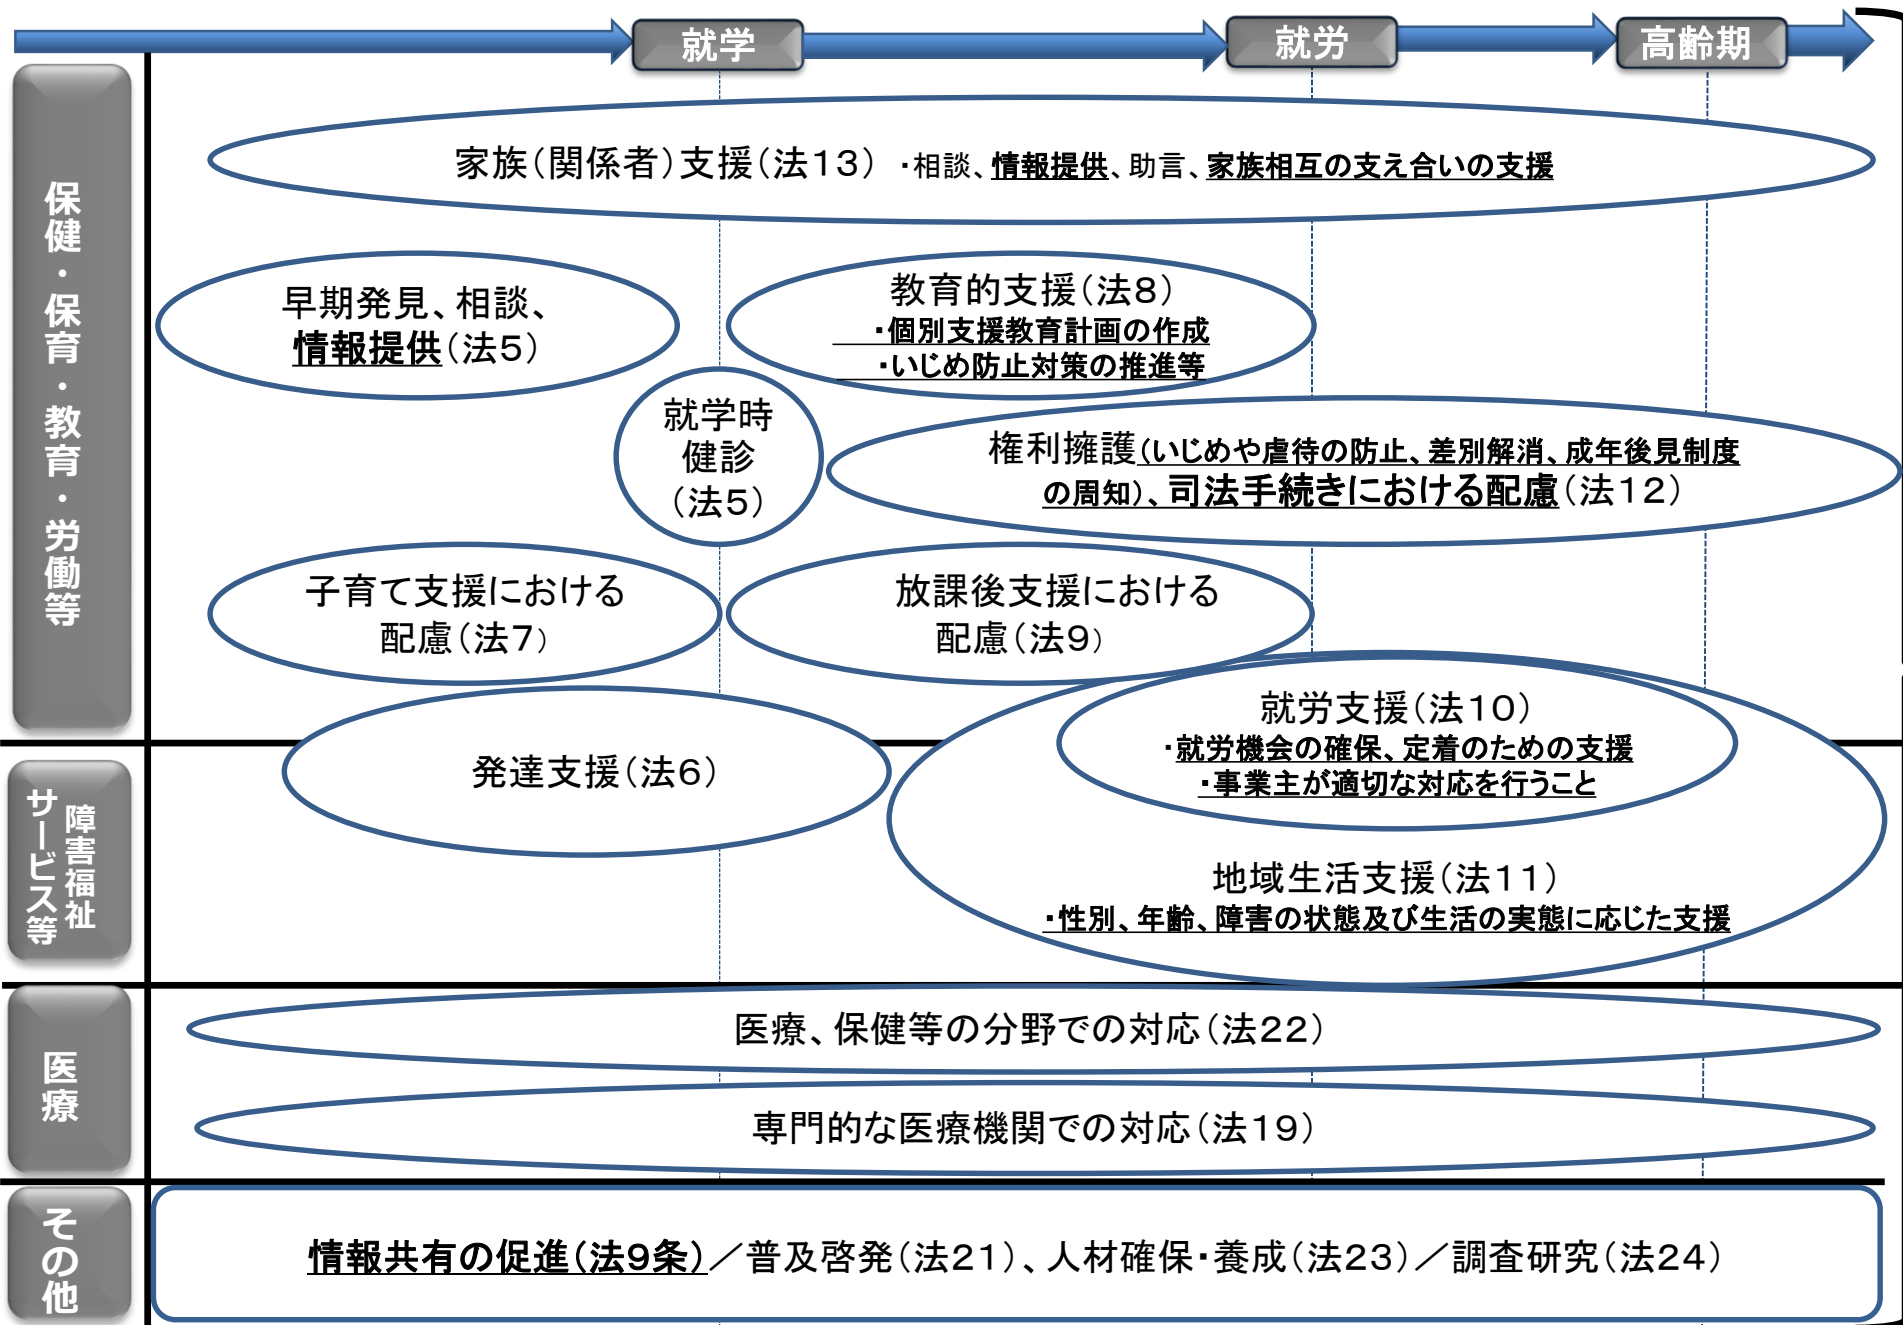 就学
就労
高齢期
保健・保育・教育・労働等
家族(関係者)支援(法13) ・相談、情報提供、助言、家族相互の支え合いの支援
早期発見、相談、
情報提供(法5)
教育的支援(法8)
・個別支援教育計画の作成
・いじめ防止対策の推進等
就学時
健診
(法5)
権利擁護(いじめや虐待の防止、差別解消、成年後見制度
の周知)、司法手続きにおける配慮(法12)
子育て支援における
配慮(法7)
放課後支援における
配慮(法9)
就労支援(法10)
・就労機会の確保、定着のための支援
・事業主が適切な対応を行うこと
発達支援(法6)
障害福祉
サービス等
地域生活支援(法11)
・性別、年齢、障害の状態及び生活の実態に応じた支援
医療
医療、保健等の分野での対応(法22)
専門的な医療機関での対応(法19)
その他
情報共有の促進(法9条)/普及啓発(法21)、人材確保・養成(法23)/調査研究(法24)